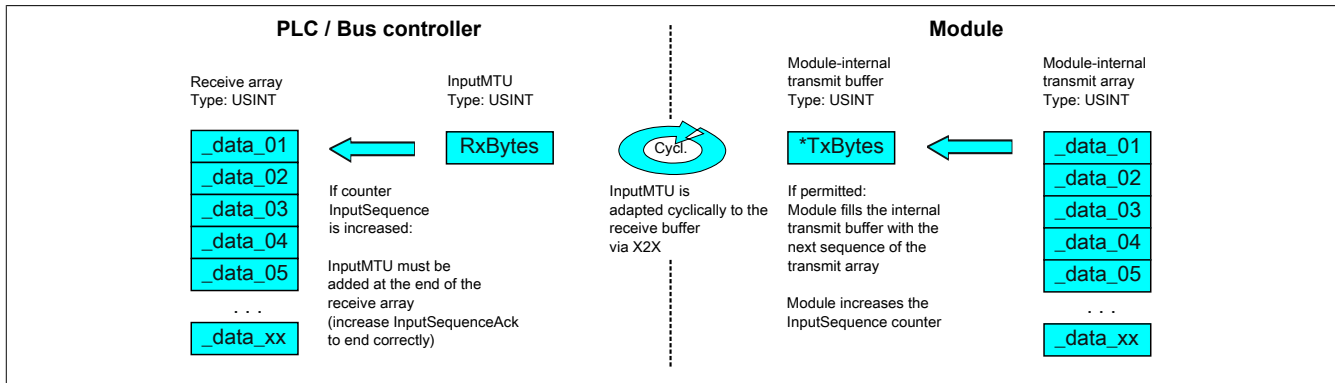 PLC / Bus controller
Module
Receive array
Type: USINT
InputMTU
Type: USINT
Module-internal
transmit buffer
Type: USINT
Module-internal
transmit array
Type: USINT
_data_01
_data_02
_data_03
_data_04
_data_05
. . .
_data_xx
RxBytes
If counter
InputSequence
is increased:
InputMTU must be
added at the end of the
receive array
(increase InputSequenceAck
to end correctly)
Cycl.
InputMTU is
adapted cyclically to the
receive buffer
via X2X
*TxBytes
If permitted:
Module fills the internal
transmit buffer with the
next sequence of the
transmit array
Module increases the
InputSequence counter
_data_01
_data_02
_data_03
_data_04
_data_05
. . .
_data_xx